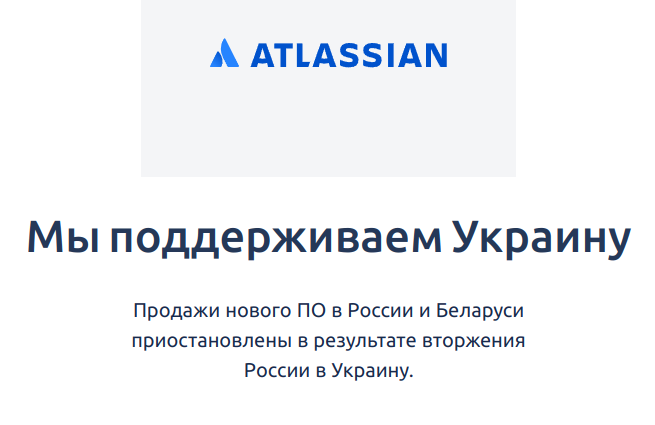 ATLASSIAN
Мы поддерживаем Украину
Продажи нового ПО в России и Беларуси
приостановлены в результате вторжения
России в Украину.